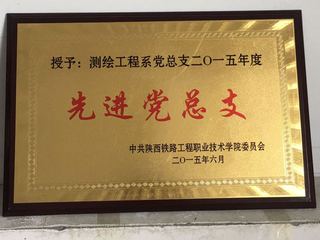 授予：测绘工程系党总支二〇一五年度
先进党总支
中共陕西铁路工程职业技术学院委员会
二〇一五年六月